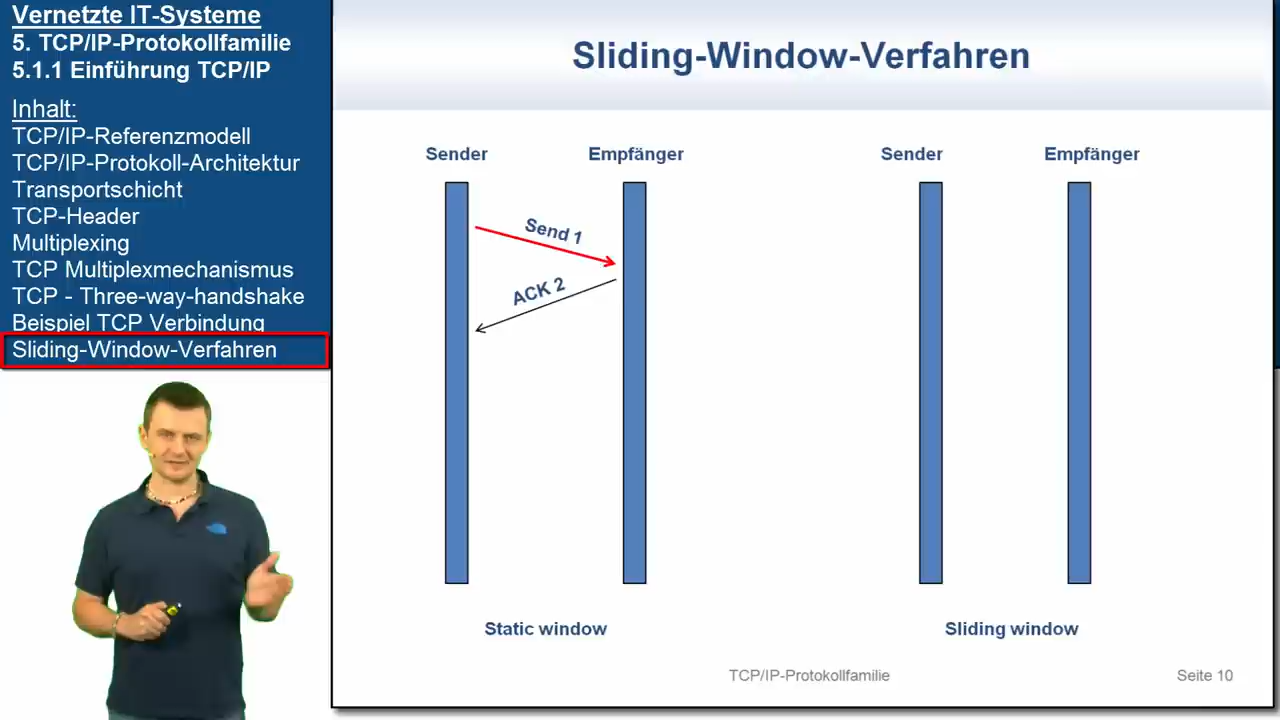 Vernetzte IT-Systeme
5. TCP/IP-Protokollfamilie
5.1.1 Einführung TCP/IP
Inhalt:
TCP/IP-Referenzmodell
TCP/IP-Protokoll-Architektur
Transportschicht
TCP-Header
Multiplexing
TCP Multiplexmechanismus
TCP - Three-way-handshake
Beispiel TCP Verbindung
Sliding-Window-Verfahren
Sliding-Window-Verfahren
Sender
Empfänger
Send 1
ACK 2
Static window
Sender
Empfänger
Sliding window
TCP/IP-Protokollfamilie
Seite 10